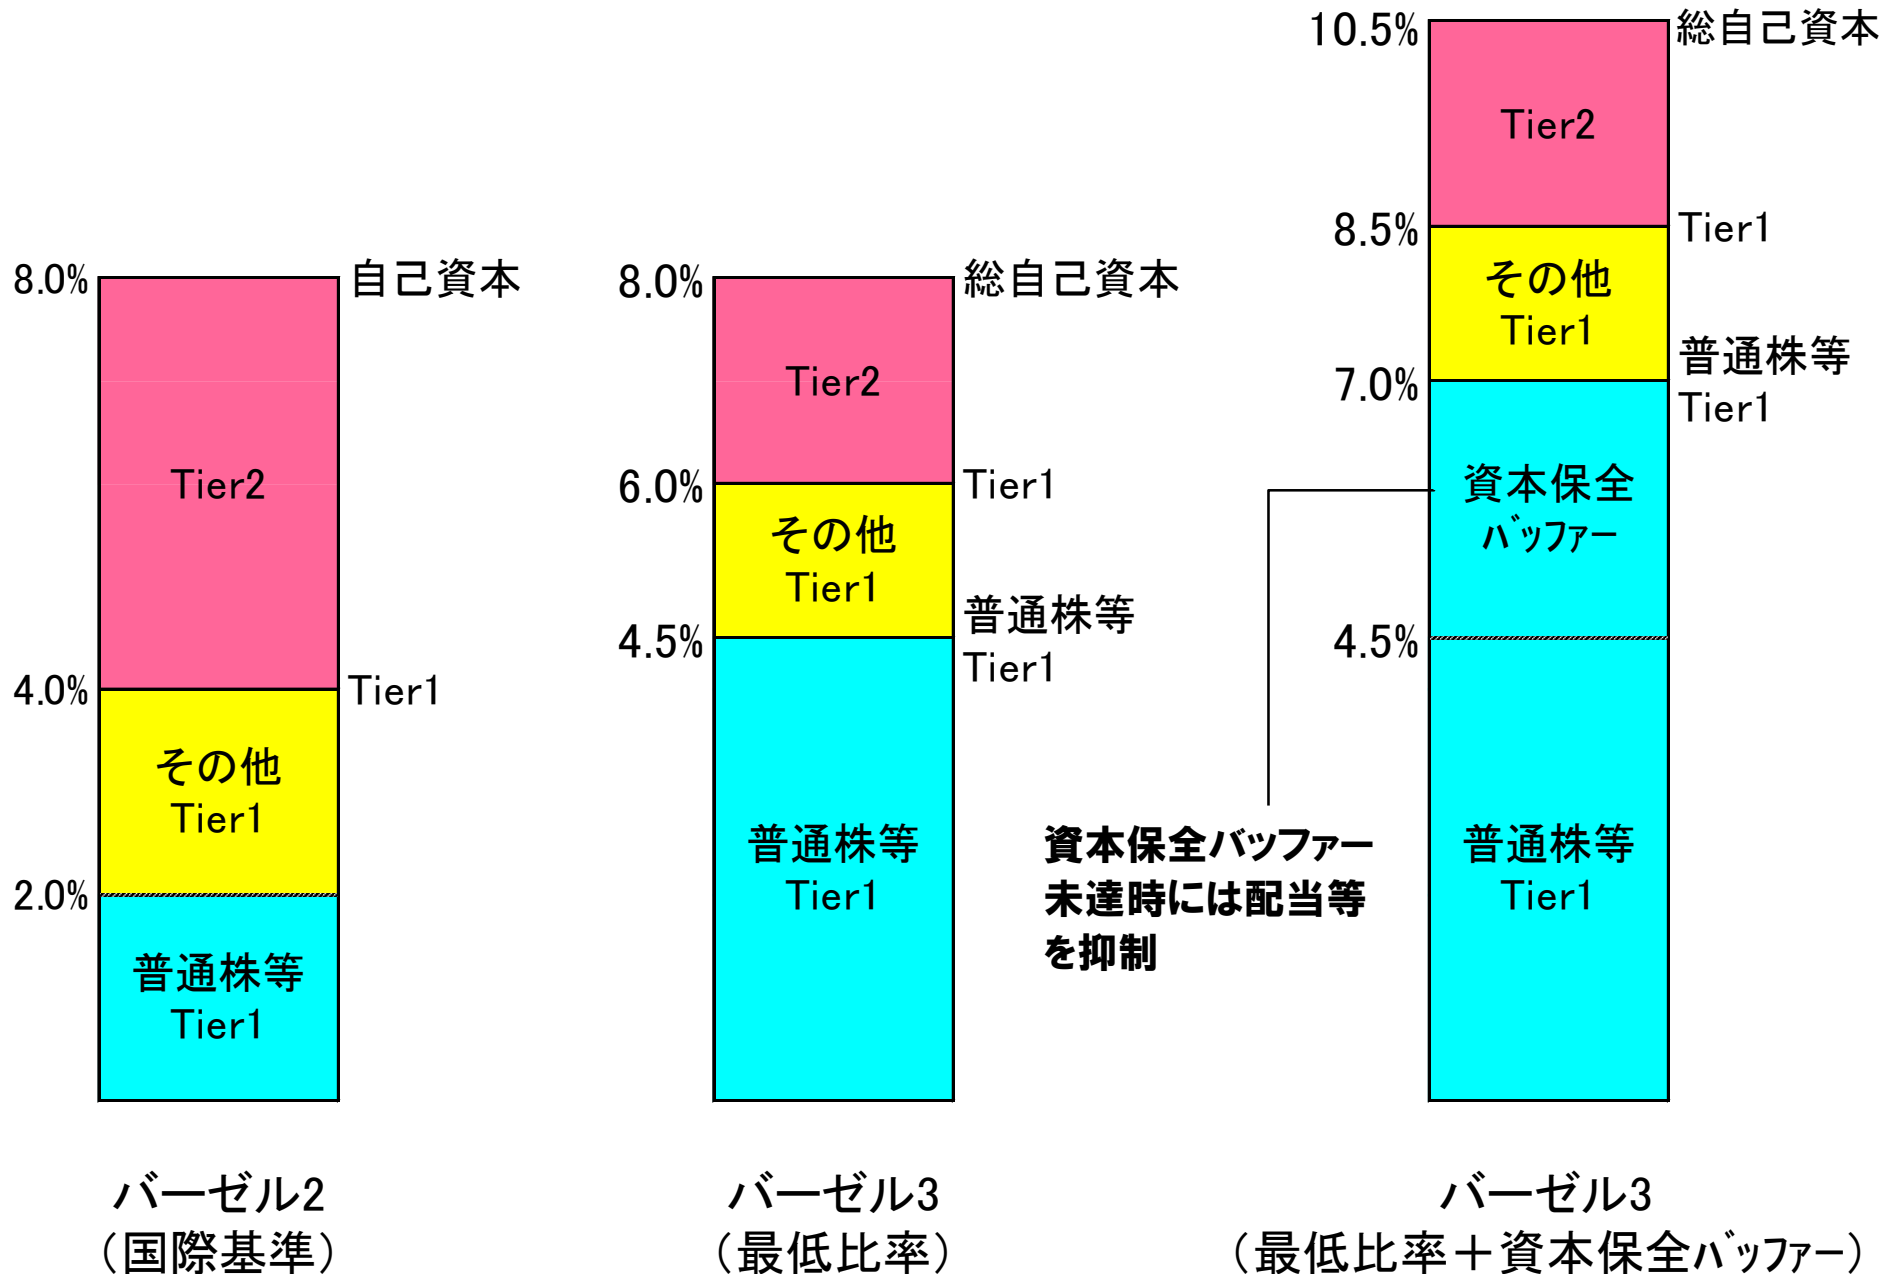 8.0%
自己資本
Tier2
4.0%
Tier1
その他
Tier1
2.0%
普通株等
Tier1
バーゼル2
（国際基準）
8.0%
総自己資本
Tier2
6.0%
Tier1
その他
Tier1
4.5%
普通株等
Tier1
普通株等
Tier1
バーゼル3
（最低比率）
10.5%
総自己資本
Tier2
8.5%
Tier1
その他
Tier1
7.0%
普通株等
Tier1
資本保全
ﾊﾞｯﾌｧｰ
4.5%
普通株等
Tier1
資本保全バッファー
未達時には配当等
を抑制
バーゼル3
（最低比率＋資本保全ﾊﾞｯﾌｧｰ）